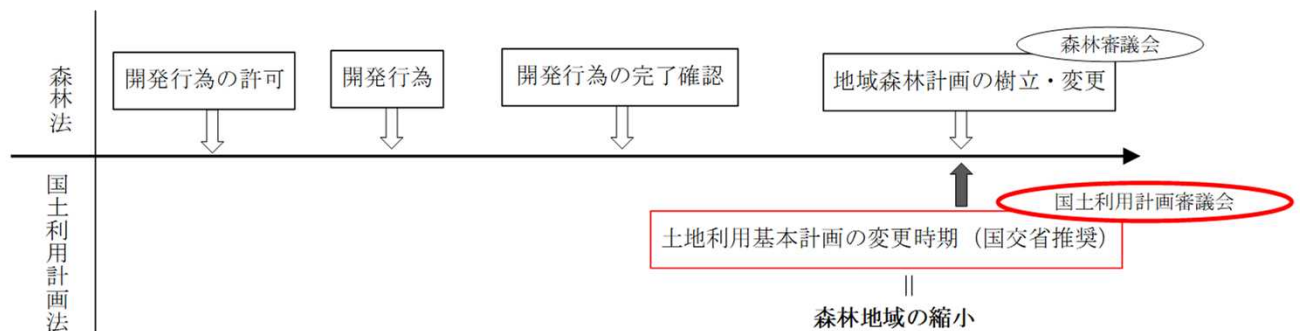 森林法
開発行為の許可
開発行為
開発行為の完了確認
森林審議会
地域森林計画の樹立・変更
国土利用計画法
国土利用計画審議会
土地利用基本計画の変更時期（国交省推奨）
||
森林地域の縮小